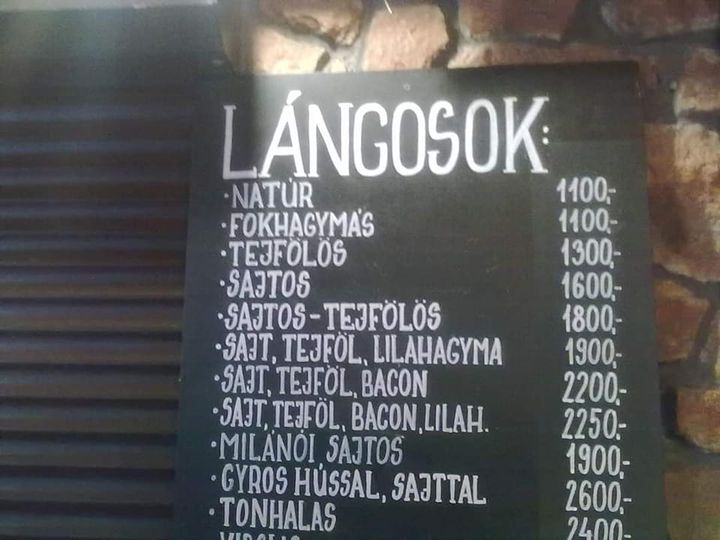 LÁNGOSOK:
·NATÚR 1100,-
·FOKHAGYMÁS 1100,-
·TEJFÖLÖS 1300,-
·SAJTOS 1600,-
·SAJTOS-TEJFÖLÖS 1800,-
·SAJT, TEJFÖL, LILAHAGYMA 1900,-
·SAJT, TEJFÖL, BACON 2200,-
·SAJT, TEJFÖL, BACON, LILAH. 2250,-
·MILÁNÓI SAJTOS 1900,-
·GYROS HÚSSAL, SAJTTAL 2600,-
·TONHALAS 2400,-